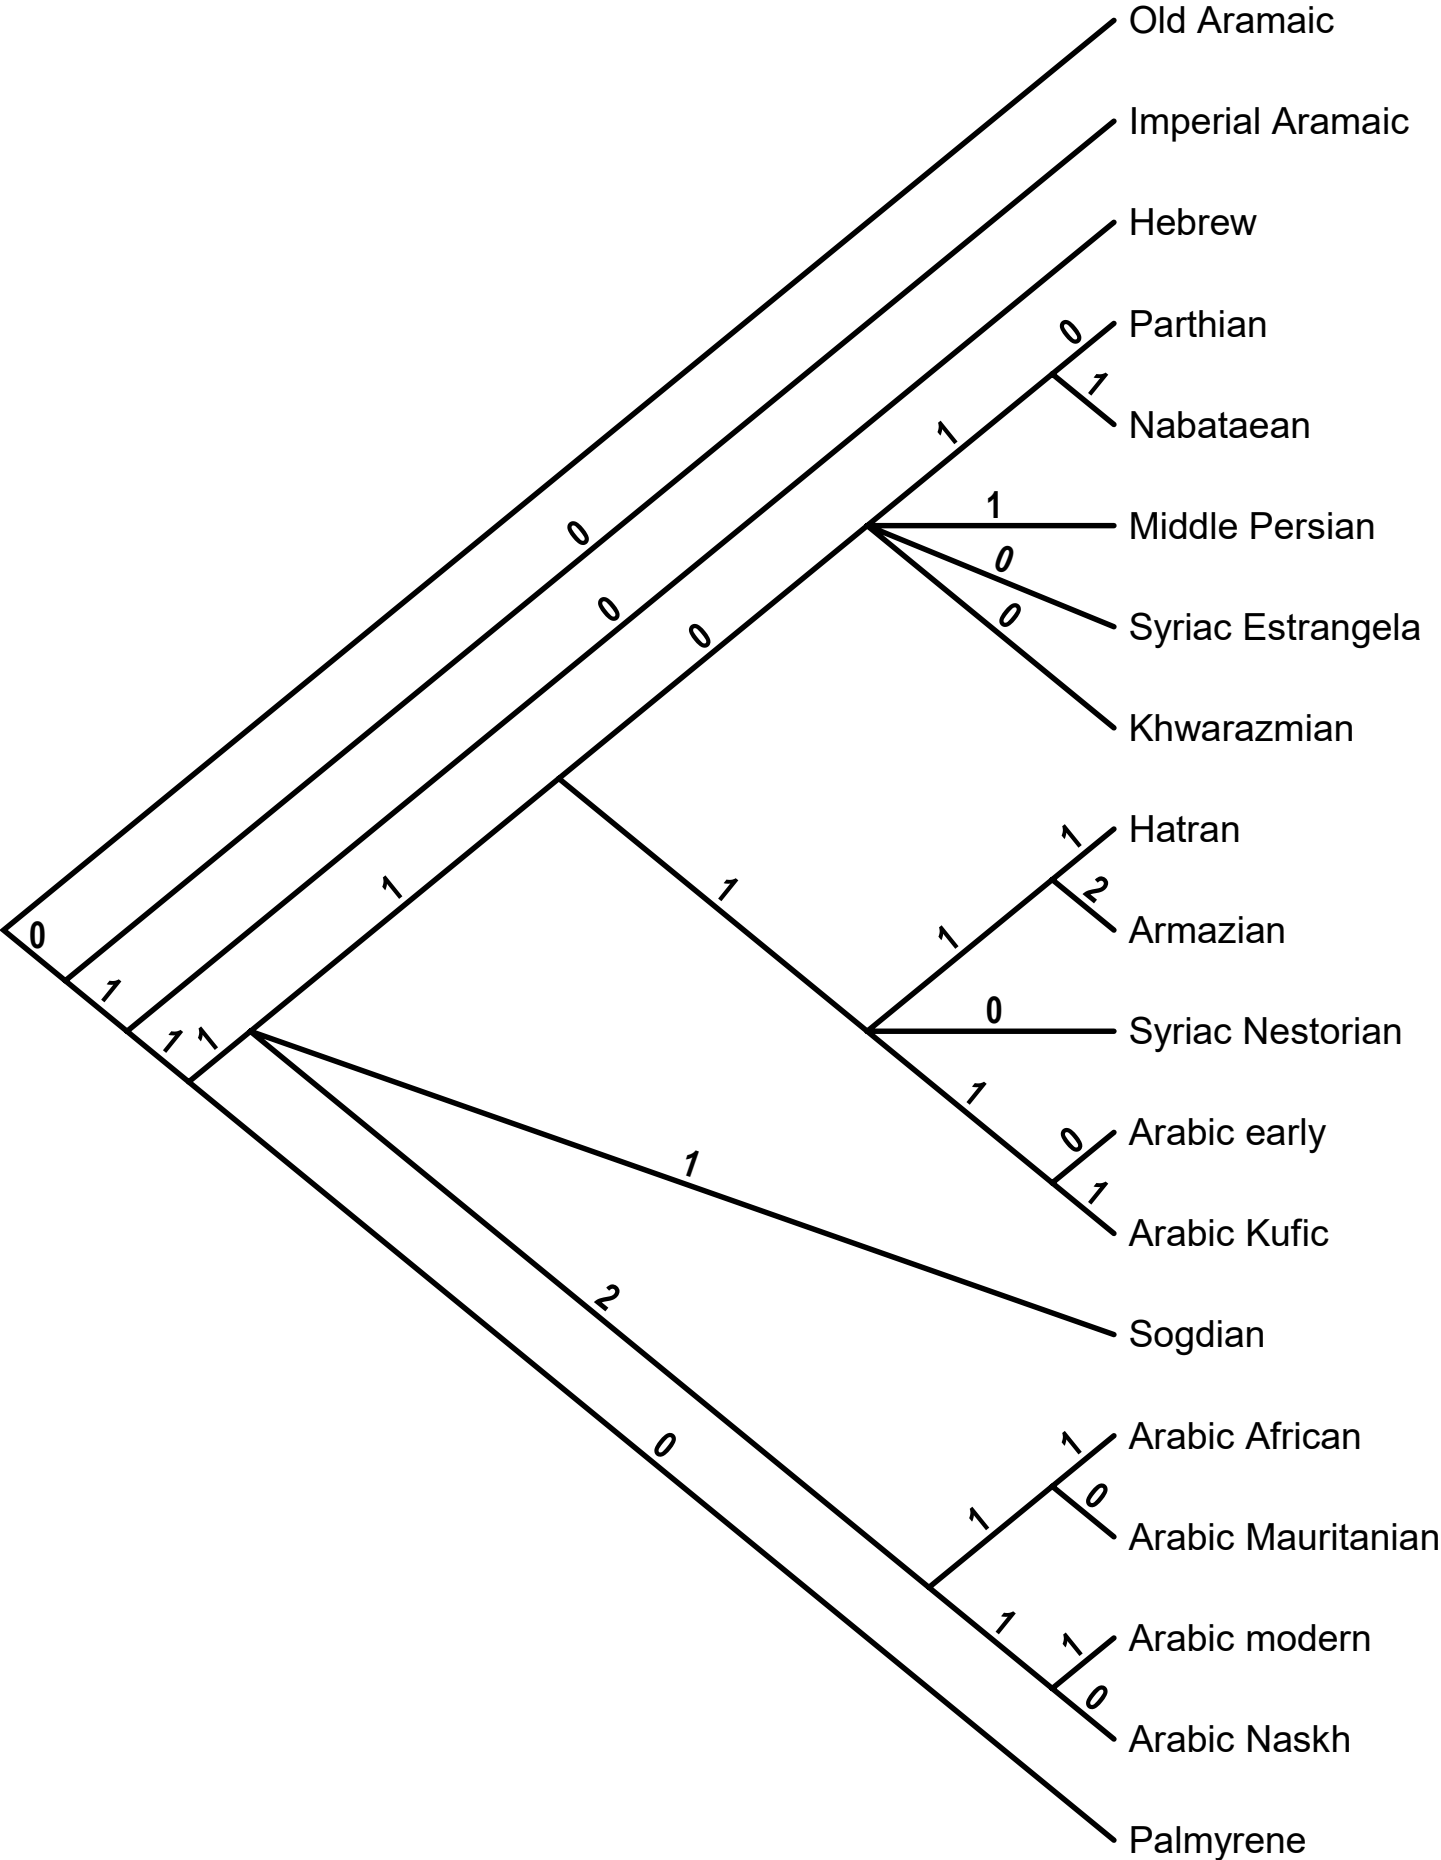 Old Aramaic
Imperial Aramaic
Hebrew
0
Parthian
1
Nabataean
1
1
Middle Persian
0
0
Syriac Estrangela
0
0
0
Khwarazmian
1
Hatran
1
1
2
Armazian
0
1
1
0
Syriac Nestorian
1
1
1
1
0
Arabic early
1
Arabic Kufic
1
Sogdian
2
1
Arabic African
0
0
Arabic Mauritanian
1
1
1
Arabic modern
0
Arabic Naskh
Palmyrene